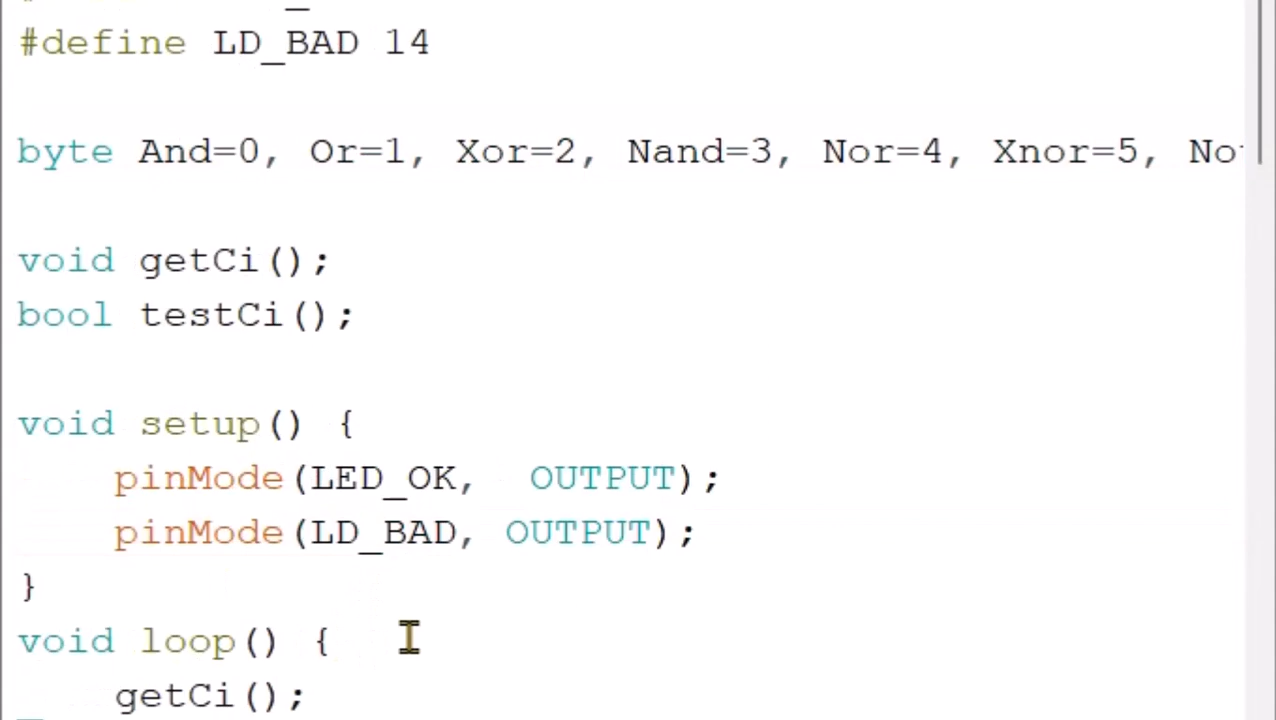 #define LD_BAD 14
byte And=0, Or=1, Xor=2, Nand=3, Nor=4, Xnor=5,
void getCi();
bool testCi();
void setup() {
pinMode(LED_OK, OUTPUT);
pinMode(LD_BAD, OUTPUT);
}
void loop() {
getCi();